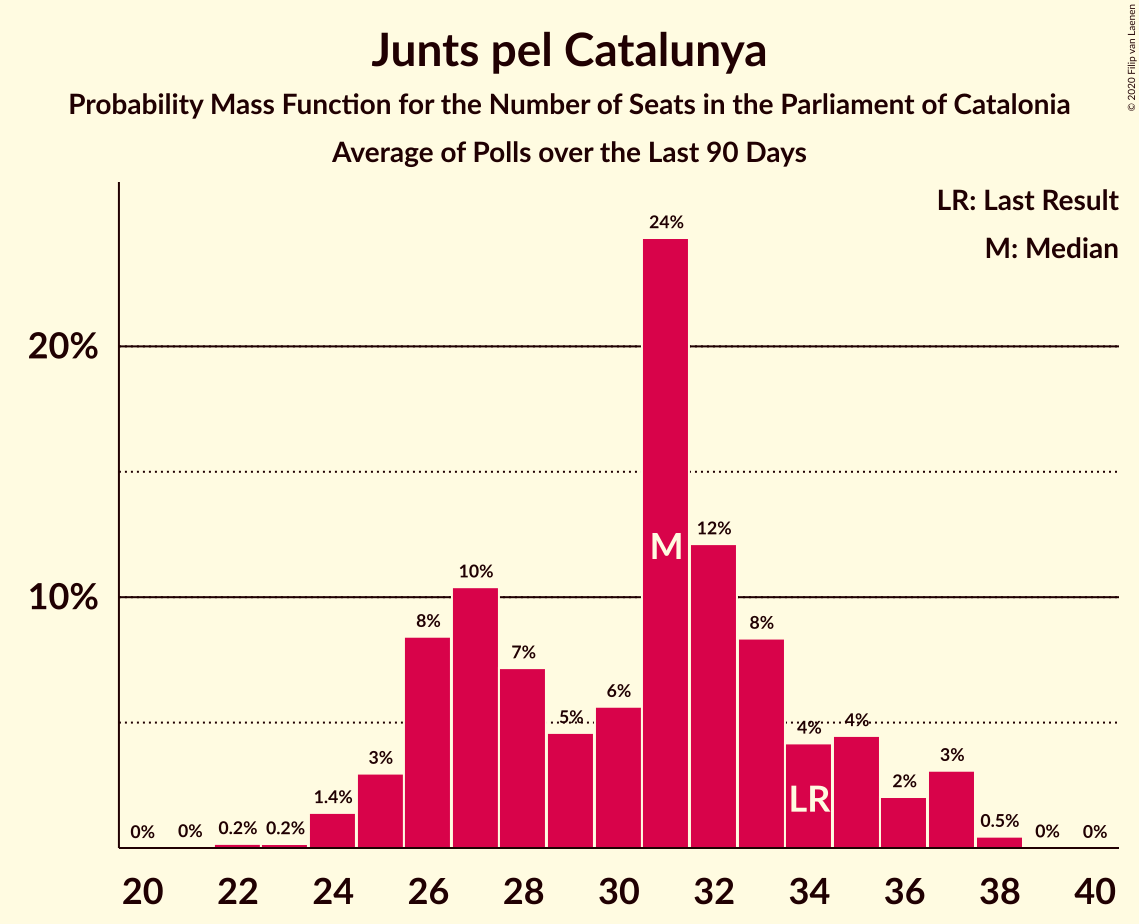 Junts pel Catalunya
Probability Mass Function for the Number of Seats in the Parliament of Catalonia
Average of Polls over the Last 90 Days
© 2020 Filip van Laenen
LR: Last Result
M: Median
20%
10%
0%
0%
0.2%
0.2%
1.4%
3%
8%
10%
7%
5%
6%
24%
12%
8%
4%
4%
2%
3%
0.5%
0%
0%
M
LR
20 22 24 26 28 30 32 34 36 38 40